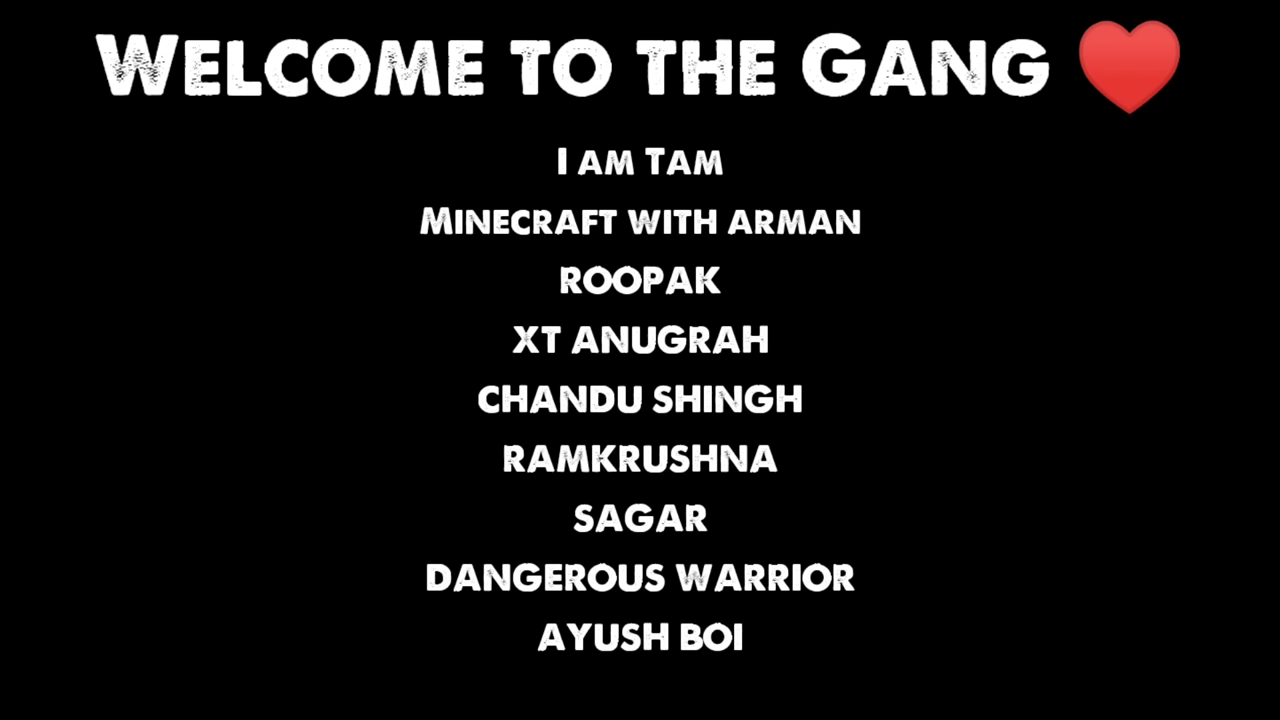 Welcome to the Gang ❤️
I am Tam
Minecraft with arman
ROOPAK
XT ANUGRAH
CHANDU SHINGH
RAMKRUSHNA
SAGAR
DANGEROUS WARRIOR
AYUSH BOI